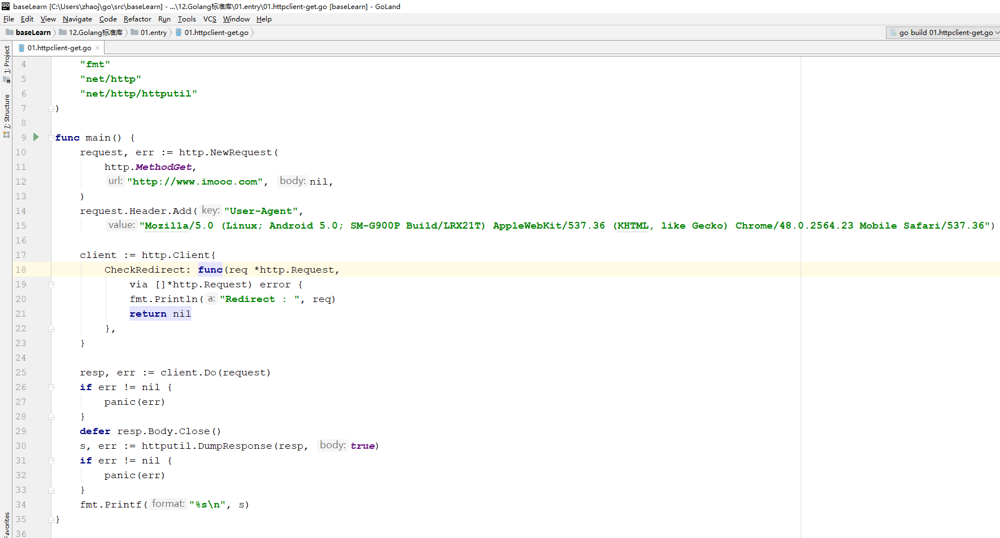 baseLearn [C:\Users\zhaoj\go\src\baseLearn] - ...\12.Golang标准库\01.entry\01.httpclient-get.go [baseLearn] - GoLand
File Edit View Navigate Code Refactor Run Tools VCS Window Help
baseLearn 12.Golang标准库 01.entry 01.httpclient-get.go go build 01.httpclient-get.go
01.httpclient-get.go
1: Project
7: Structure
Favorites
4 "fmt"
5 "net/http"
6 "net/http/httputil"
7 )
8
9 func main() {
10 request, err := http.NewRequest(
11 http.MethodGet,
12 url: "http://www.imooc.com", body: nil,
13 )
14 request.Header.Add( key: "User-Agent",
15 value: "Mozilla/5.0 (Linux; Android 5.0; SM-G900P Build/LRX21T) AppleWebKit/537.36 (KHTML, like Gecko) Chrome/48.0.2564.23 Mobile Safari/537.36")
16
17 client := http.Client{
18 CheckRedirect: func(req *http.Request,
19 via []*http.Request) error {
20 fmt.Println( a: "Redirect : ", req)
21 return nil
22 },
23 }
24
25 resp, err := client.Do(request)
26 if err != nil {
27 panic(err)
28 }
29 defer resp.Body.Close()
30 s, err := httputil.DumpResponse(resp, body: true)
31 if err != nil {
32 panic(err)
33 }
34 fmt.Printf( format: "%s\n", s)
35 }
36